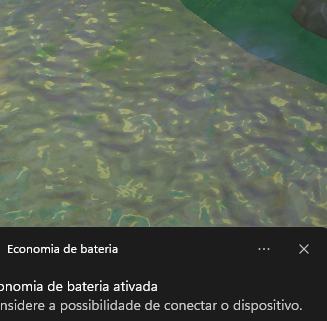 Economia de bateria
onomia de bateria ativada
nsidere a possibilidade de conectar o dispositivo.